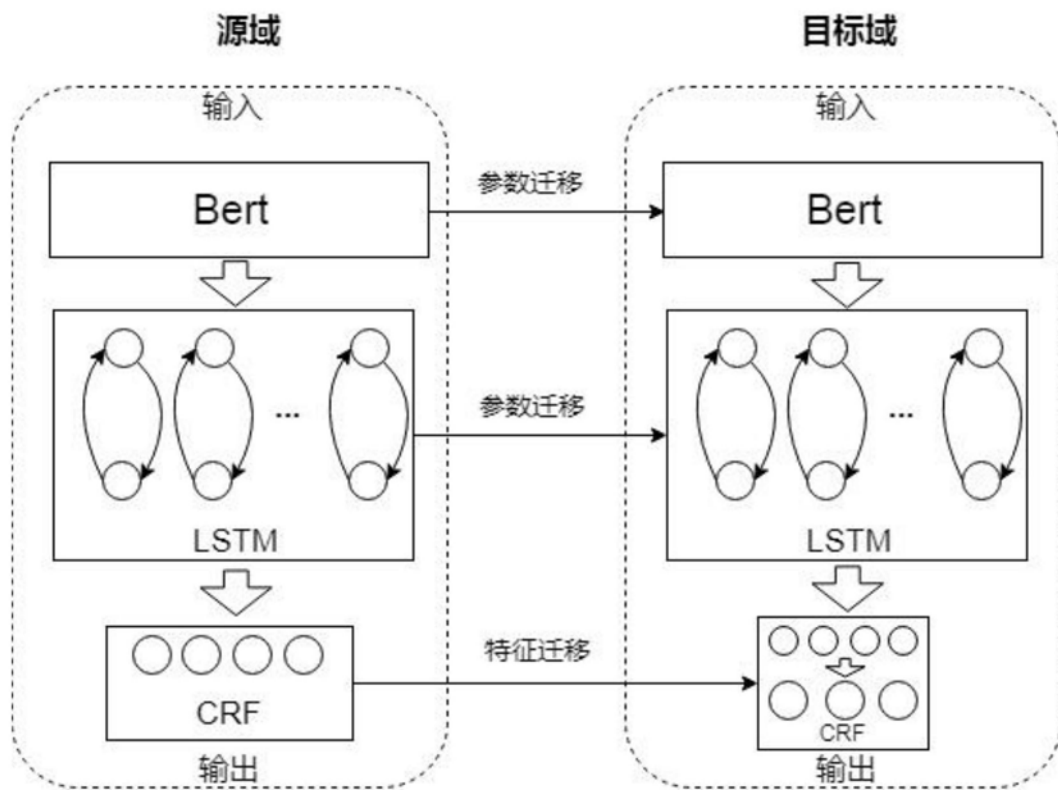 源域
目标域
输入
输入
Bert
参数迁移
Bert
...
...
参数迁移
LSTM
LSTM
特征迁移
CRF
CRF
输出
输出